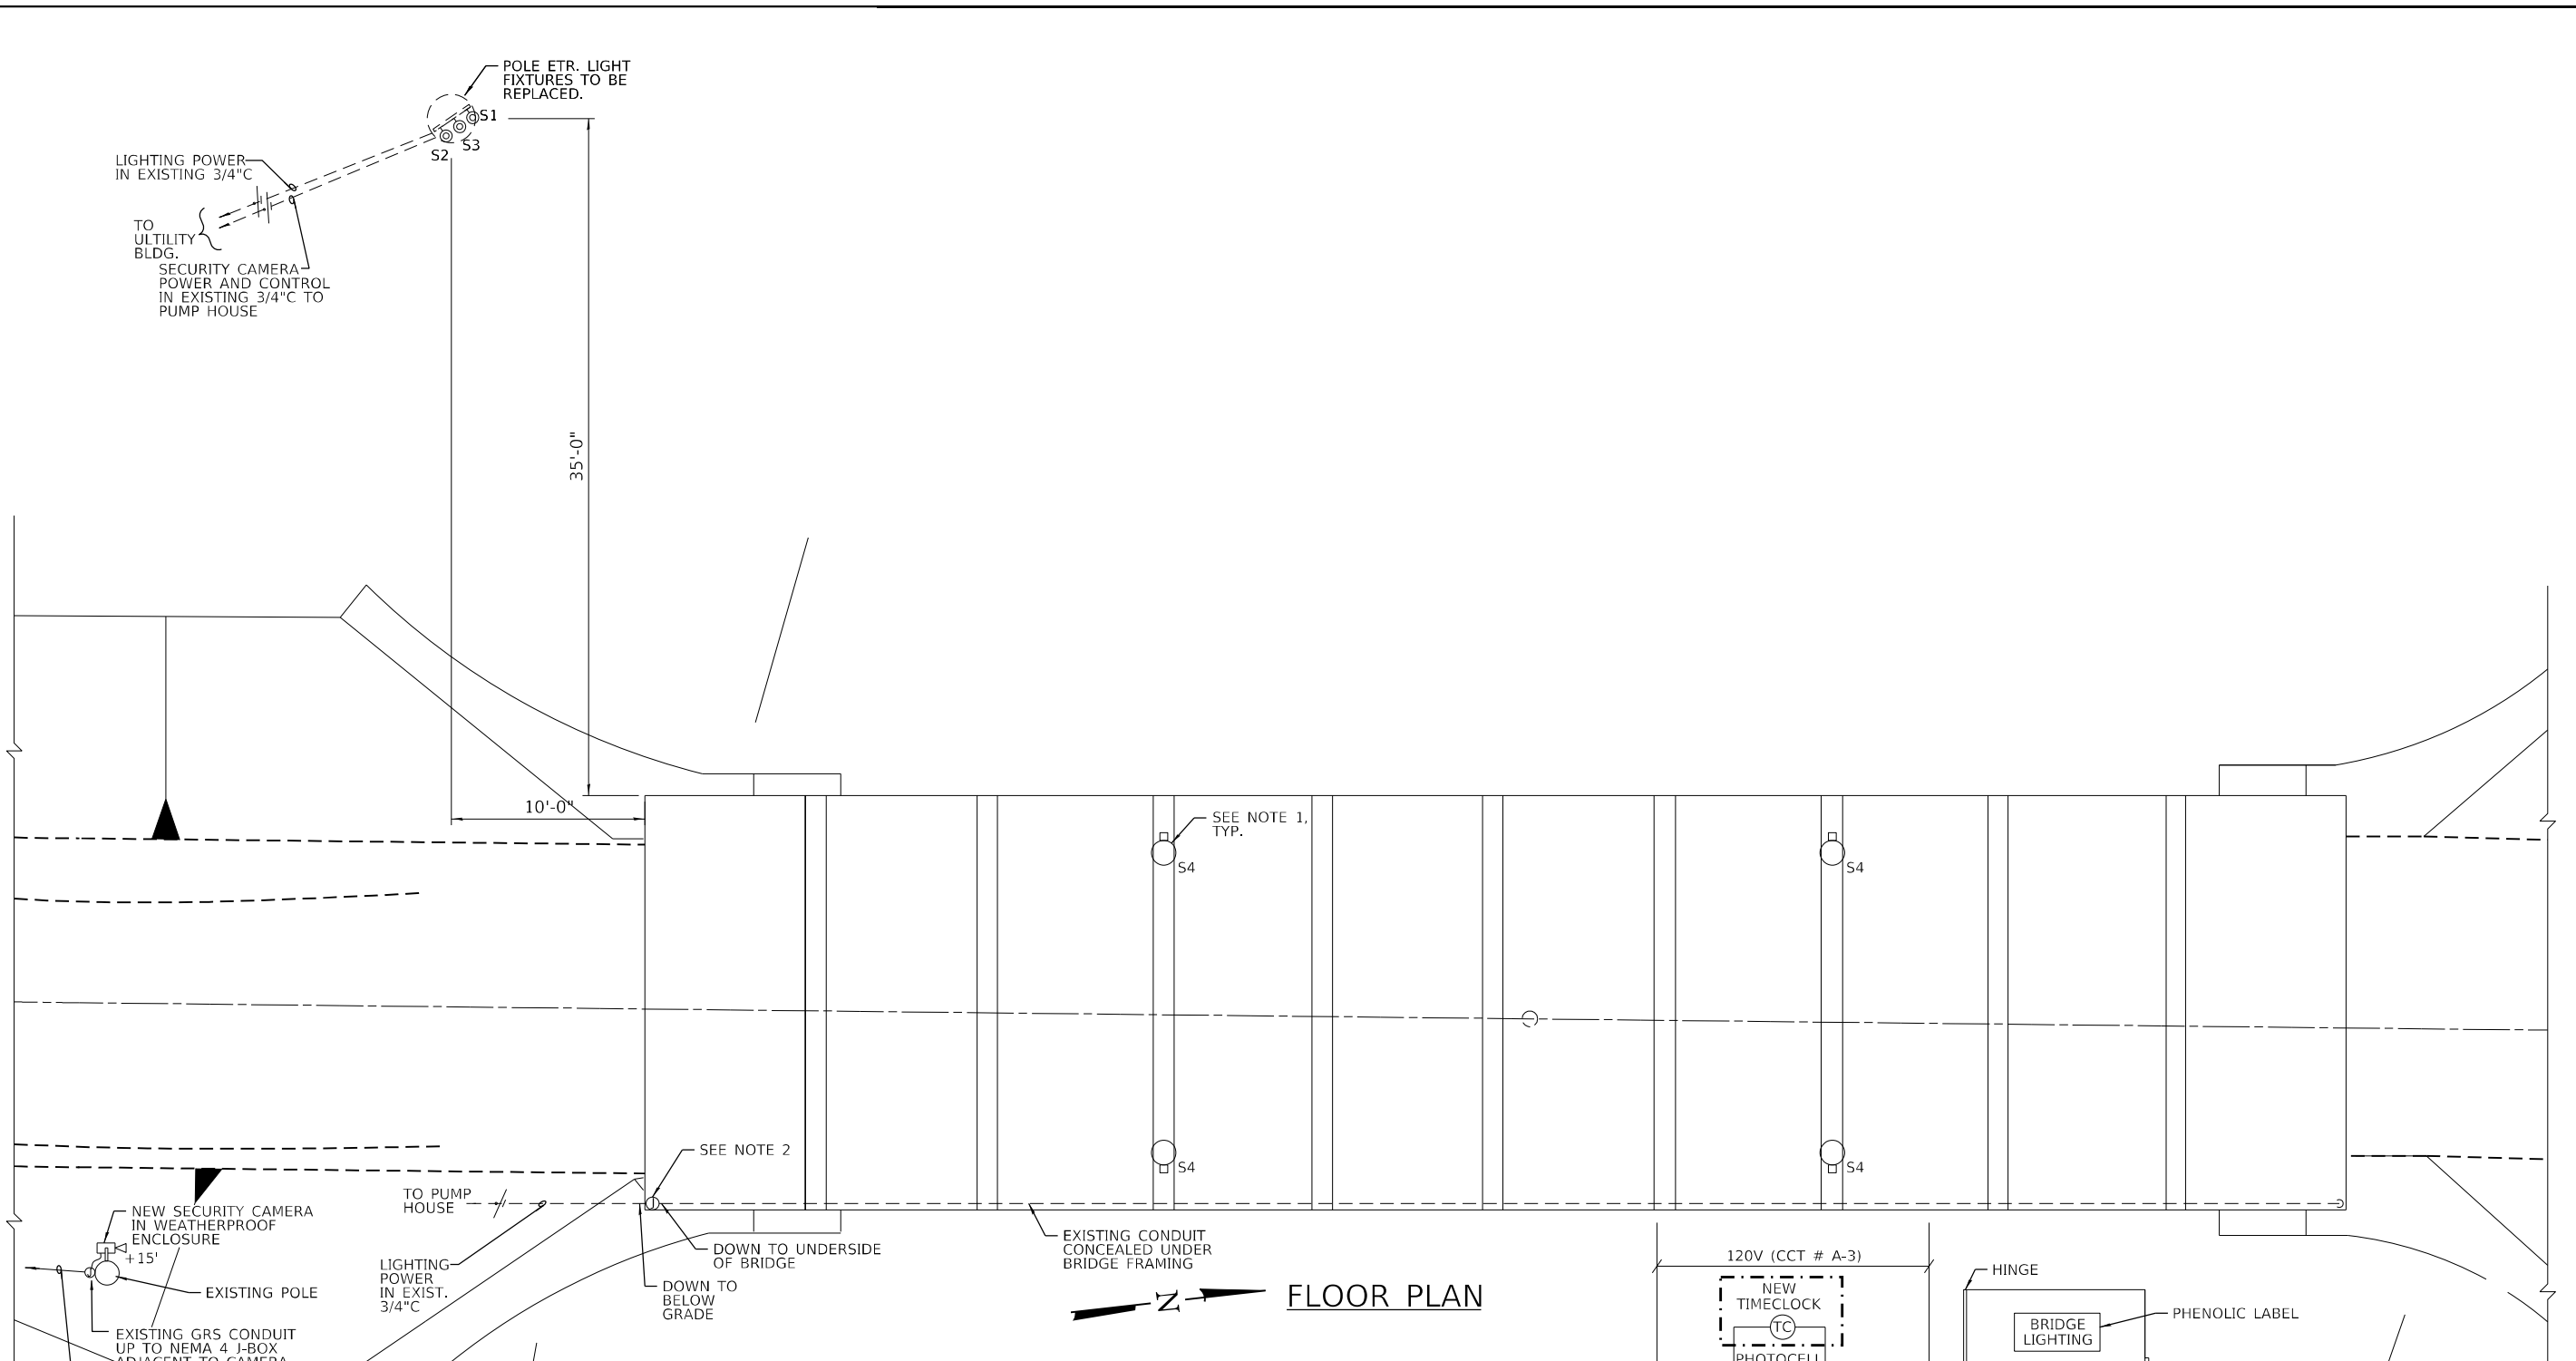 POLE ETR. LIGHT
FIXTURES TO BE
REPLACED.
S1
S3
S2
LIGHTING POWER
IN EXISTING 3/4"C
TO
ULTILITY
BLDG.
SECURITY CAMERA
POWER AND CONTROL
IN EXISTING 3/4"C TO
PUMP HOUSE
35'-0"
10'-0"
SEE NOTE 1,
TYP.
S4
S4
SEE NOTE 2
S4
S4
TO PUMP
HOUSE
NEW SECURITY CAMERA
IN WEATHERPROOF
ENCLOSURE
+15'
EXISTING POLE
EXISTING GRS CONDUIT
UP TO NEMA 4 J-BOX
ADJACENT TO CAMERA
LIGHTING
POWER
IN EXIST.
3/4"C
DOWN TO UNDERSIDE
OF BRIDGE
DOWN TO
BELOW
GRADE
EXISTING CONDUIT
CONCEALED UNDER
BRIDGE FRAMING
N
FLOOR PLAN
120V (CCT # A-3)
NEW
TIMECLOCK
TC
PHOTOCELL
HINGE
BRIDGE
LIGHTING
PHENOLIC LABEL